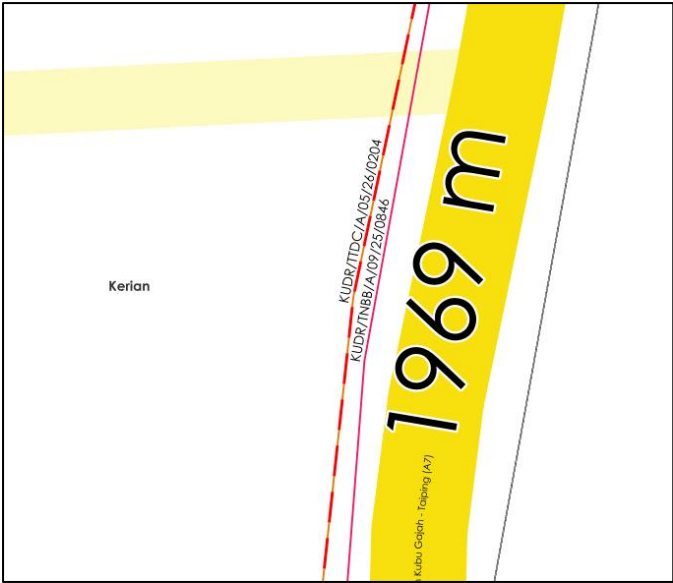 KUDR/TTDC/A/05/26/0204
KUDR/TNBB/A/09/25/0846
1969 m
Kerian
Kubu Gajah - Taiping (A7)